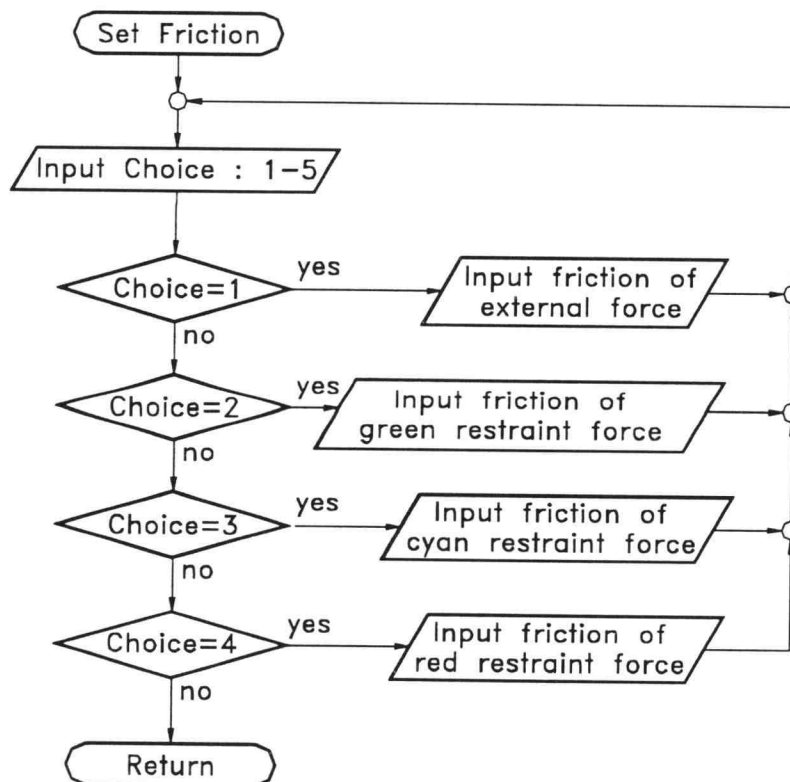 Set Friction
Input Choice : 1-5
Choice=1
yes
Input friction of
external force
no
Choice=2
yes
Input friction of
green restraint force
no
Choice=3
yes
Input friction of
cyan restraint force
no
Choice=4
yes
Input friction of
red restraint force
no
Return